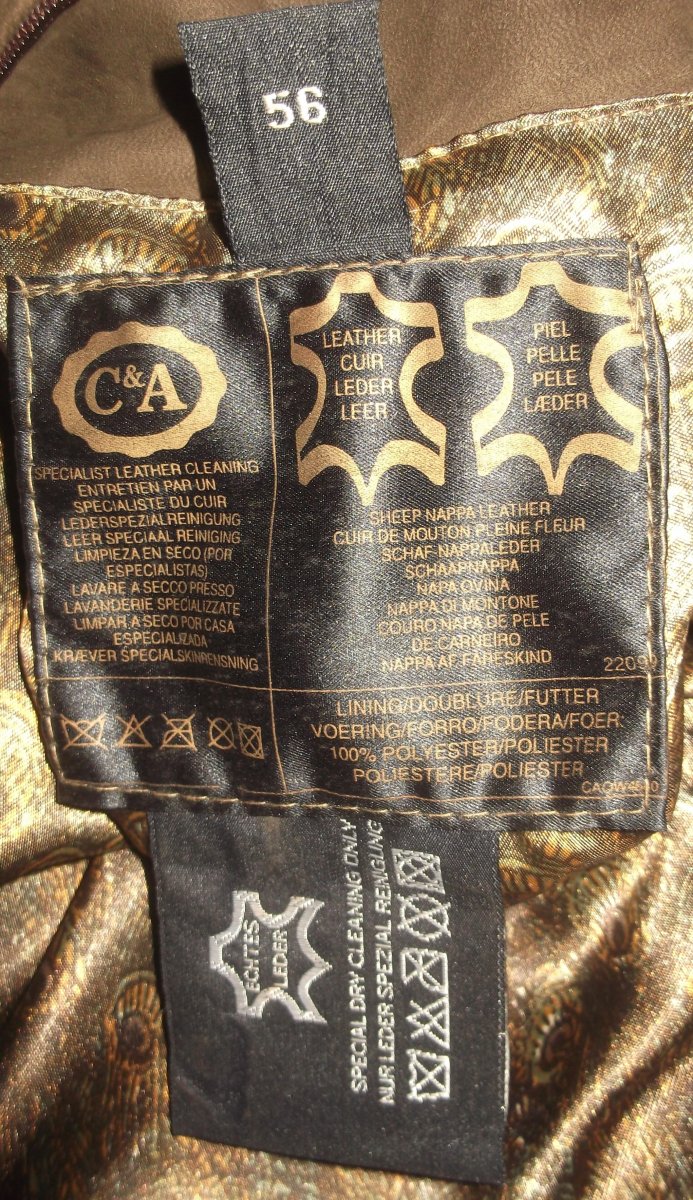 56
C&A
SPECIALIST LEATHER CLEANING
ENTRETIEN PAR UN
SPECIALISTE DU CUIR
LEDERSPEZIALREINIGUNG
LEER SPECIAAL REINIGING
LIMPIEZA EN SECO (POR
ESPECIALISTAS)
LAVARE A SECCO PRESSO
LAVANDERIE SPECIALIZZATE
LIMPAR A SECO POR CASA
ESPECIALIZADA
KRÆVER SPECIALSKINRENSNING
LEATHER
CUIR
LEDER
LEER
PIEL
PELLE
PELE
LÆDER
SHEEP NAPPA LEATHER
CUIR DE MOUTON PLEINE FLEUR
SCHAF NAPPALEDER
SCHAAPNAPPA
NAPA OVINA
NAPPA DI MONTONE
COURO NAPA DE PELE
DE CARNEIRO
NAPPA AF FÅRESKIND
LINING/DOUBLURE/FUTTER
VOERING/FORRO/FODERA/FOER
100% POLYESTER/POLIESTER
POLIESTERE/POLIESTER
ECHTES
LEDER
SPECIAL DRY CLEANING ONLY
NUR LEDER SPEZIAL REINIGUNG